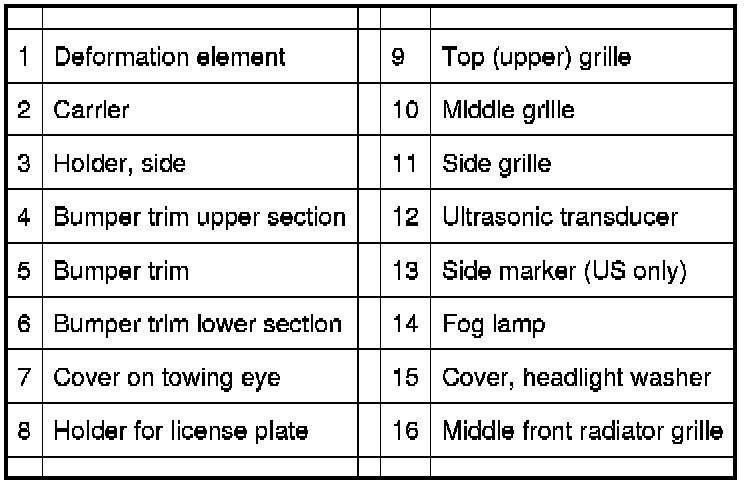 1 Deformation element 9 Top (upper) grille
2 Carrier 10 Middle grille
3 Holder, side 11 Side grille
4 Bumper trim upper section 12 Ultrasonic transducer
5 Bumper trim 13 Side marker (US only)
6 Bumper trim lower section 14 Fog lamp
7 Cover on towing eye 15 Cover, headlight washer
8 Holder for license plate 16 Middle front radiator grille